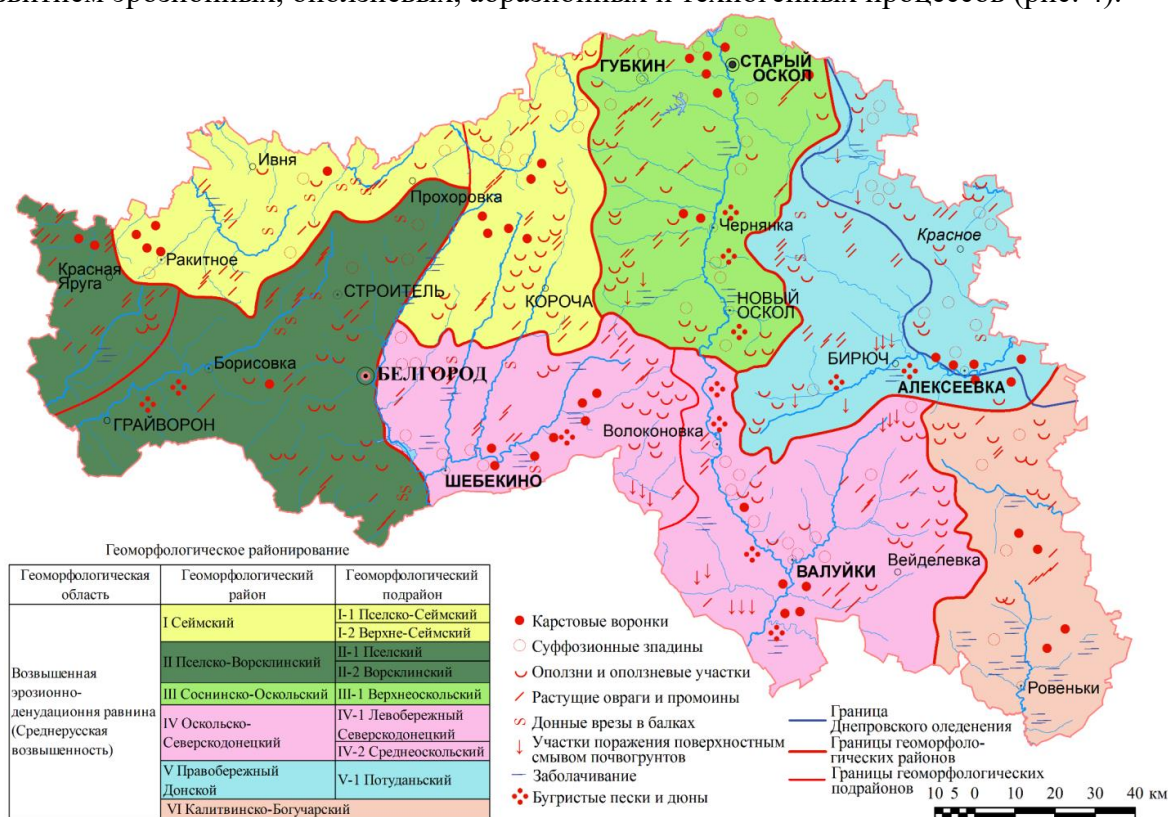 витием эрозионных, оползневых, абразионных и техногенных процессов (рис. 4).
ГУБКИН
СТАРЫЙ
ОСКОЛ
Ивня
Прохоровка
Чернянка
Красное
Красная
Яруга
Ракитное
СТРОИТЕЛЬ
КОРОЧА
НОВЫЙ
ОСКОЛ
Борисовка
БЕЛГОРОД
БИРЮЧ
АЛЕКСЕЕВКА
ГРАЙВОРОН
Волоконовка
ШЕБЕКИНО
ВАЛУЙКИ
Вейделевка
Ровеньки
Геоморфологическое районирование
Геоморфологическая
область
Геоморфологический
район
Геоморфологический
подрайон
Возвышенная
эрозионно-
денудационня равнина
(Среднерусская
возвышенность)
I Сеймский
I-1 Пселско-Сеймский
I-2 Верхне-Сеймский
II Пселско-Ворсклинский
II-1 Пселский
II-2 Ворсклинский
III Соснинско-Оскольский
III-1 Верхнеоскольский
IV Оскольско-
Северскодонецкий
IV-1 Левобережный
Северскодонецкий
IV-2 Среднеоскольский
V Правобережный
Донской
V-1 Потуданьский
VI Калитвинско-Богучарский
Карстовые воронки
Суффозионные зпадины
Оползни и оползневые участки
Растущие овраги и промоины
Донные врезы в балках
Участки поражения поверхностным
смывом почвогрунтов
Заболачивание
Бугристые пески и дюны
Граница
Днепровского оледенения
Границы геоморфоло-
гических районов
Границы геоморфологических
подрайонов
10 5 0 10 20 30 40 км